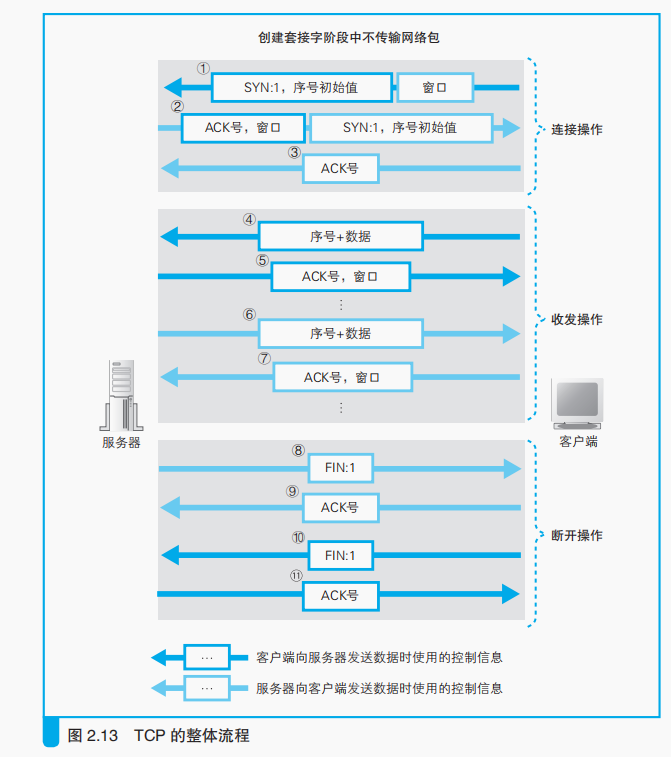 创建套接字阶段中不传输网络包
①
SYN:1，序号初始值
窗口
②
ACK号，窗口
SYN:1，序号初始值
③
ACK号
连接操作
④
序号+数据
⑤
ACK号，窗口
⋮
⑥
序号+数据
⑦
ACK号，窗口
⋮
收发操作
服务器
客户端
⑧
FIN:1
⑨
ACK号
⑩
FIN:1
⑪
ACK号
断开操作
… 客户端向服务器发送数据时使用的控制信息
… 服务器向客户端发送数据时使用的控制信息
图 2.13 TCP 的整体流程